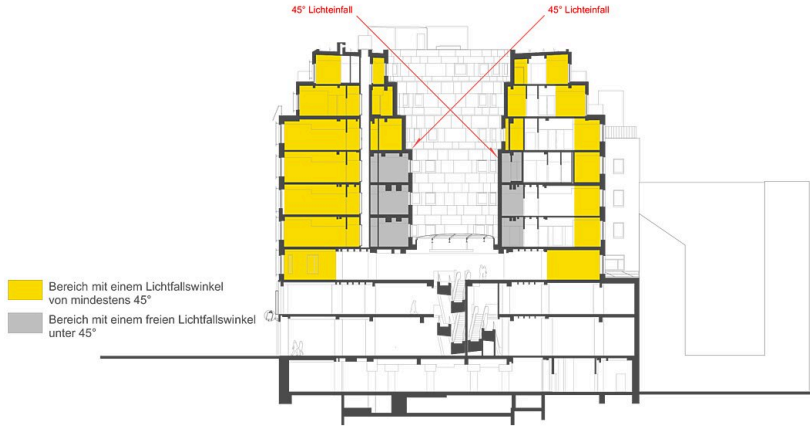 45° Lichteinfall
45° Lichteinfall
Bereich mit einem Lichtfallswinkel
von mindestens 45°
Bereich mit einem freien Lichtfallswinkel
unter 45°